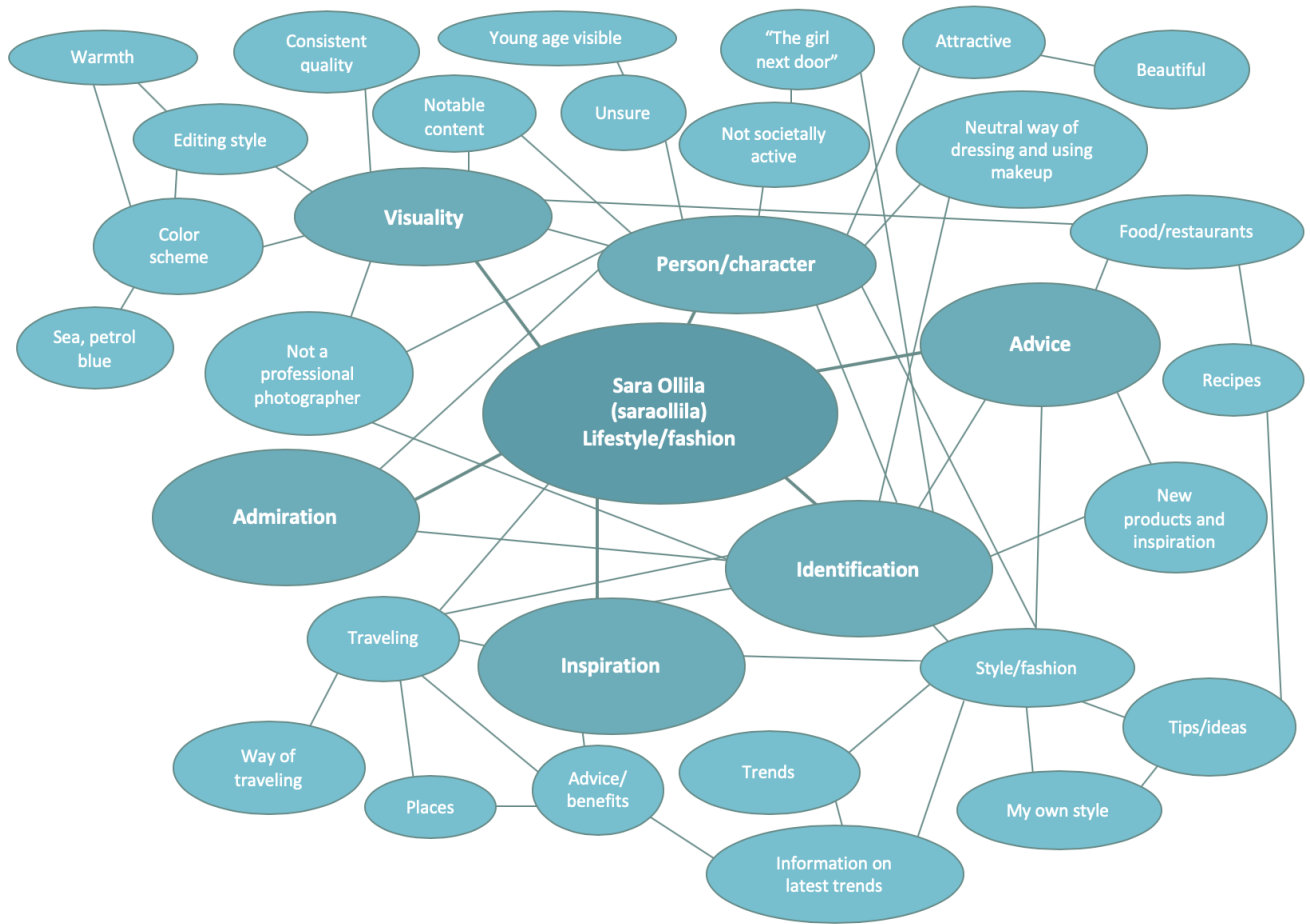 Warmth
Consistent
quality
Young age visible
“The girl
next door”
Attractive
Beautiful
Editing style
Notable
content
Unsure
Not societally
active
Neutral way of
dressing and using
makeup
Visuality
Color
scheme
Person/character
Food/restaurants
Sea, petrol
blue
Not a
professional
photographer
Sara Ollila
(saraollila)
Lifestyle/fashion
Advice
Recipes
Admiration
Identification
New
products and
inspiration
Traveling
Inspiration
Style/fashion
Way of
traveling
Places
Advice/
benefits
Trends
My own style
Tips/ideas
Information on
latest trends